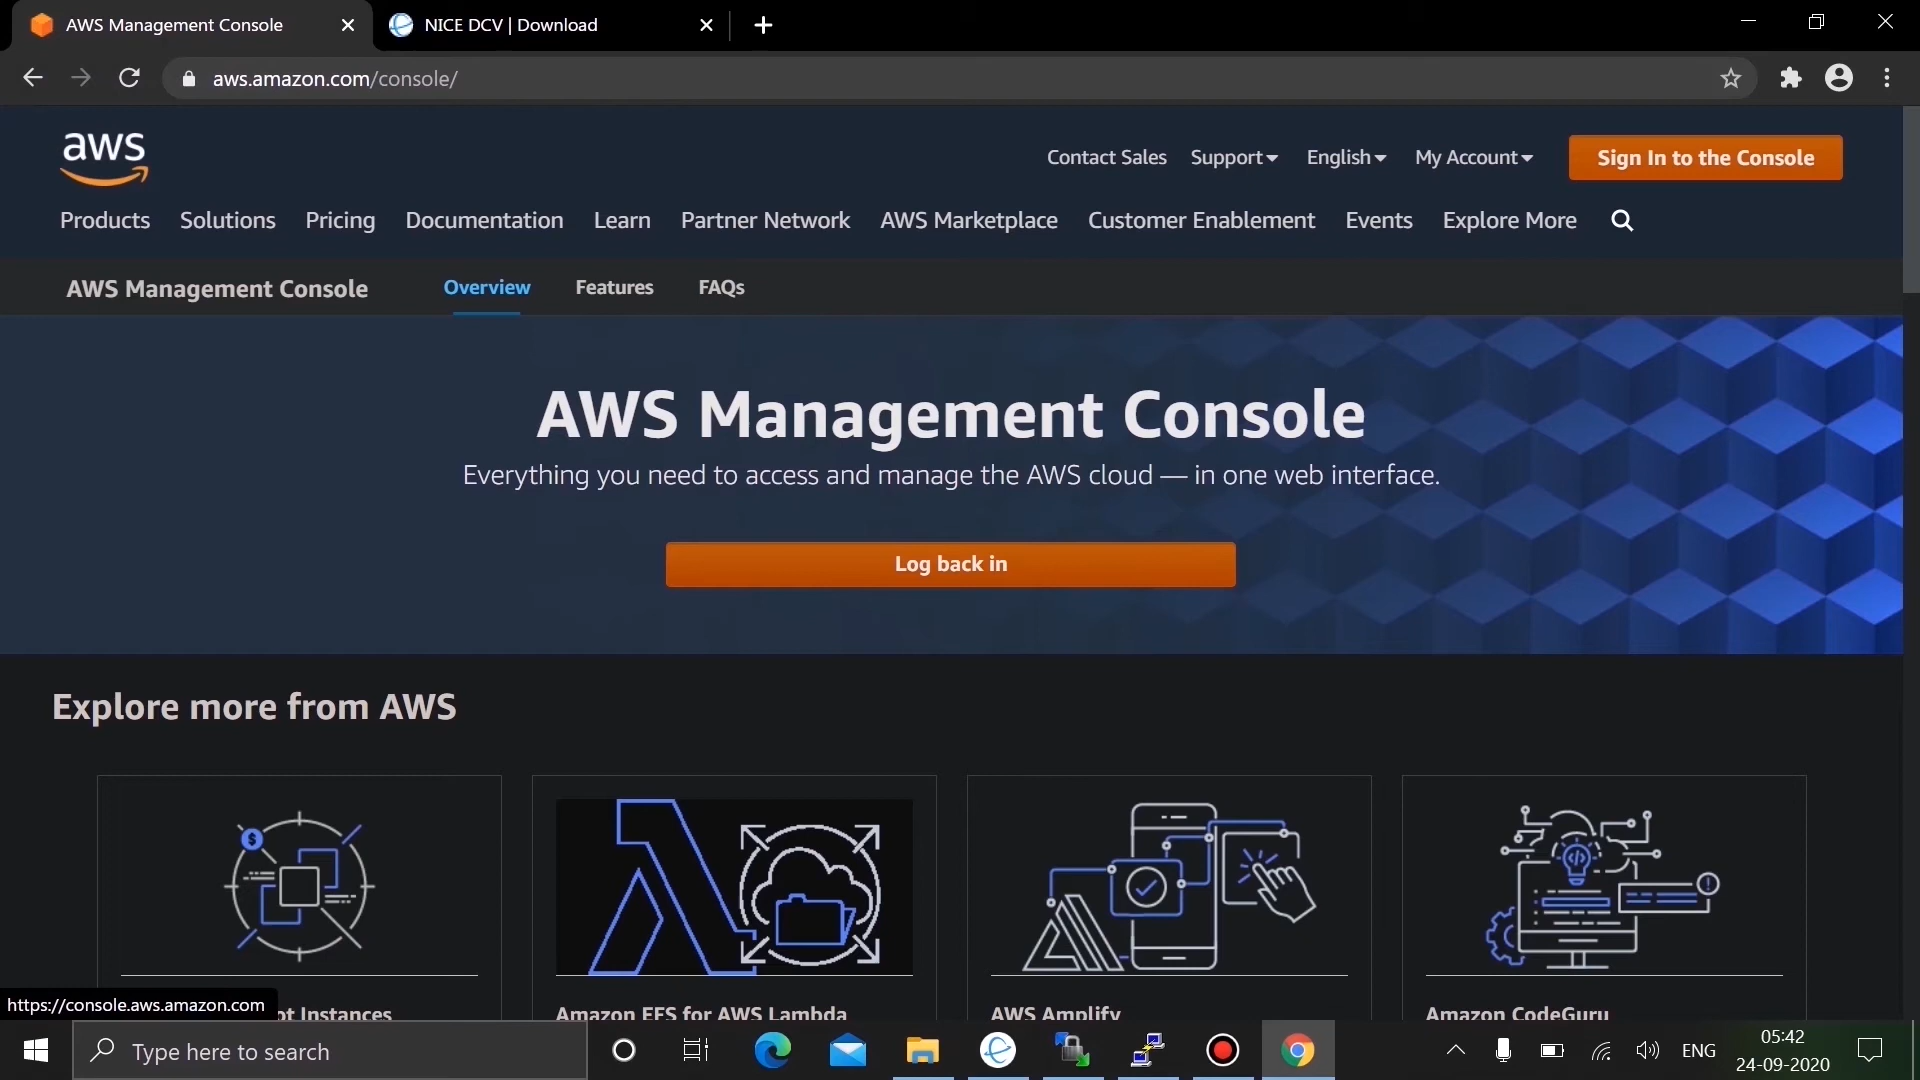 AWS Management Console
NICE DCV | Download
aws.amazon.com/console/
aws
Contact Sales
Support
English
My Account
Sign In to the Console
Products
Solutions
Pricing
Documentation
Learn
Partner Network
AWS Marketplace
Customer Enablement
Events
Explore More
AWS Management Console
Overview
Features
FAQs
AWS Management Console
Everything you need to access and manage the AWS cloud — in one web interface.
Log back in
Explore more from AWS
https://console.aws.amazon.com
Instances
Amazon EFS for AWS Lambda
AWS Amplify
Amazon CodeGuru
Type here to search
ENG
05:42
24-09-2020